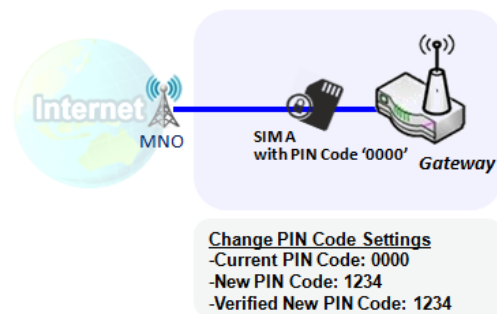 Internet
MNO
SIM A
with PIN Code '0000'
Gateway
Change PIN Code Settings
-Current PIN Code: 0000
-New PIN Code: 1234
-Verified New PIN Code: 1234